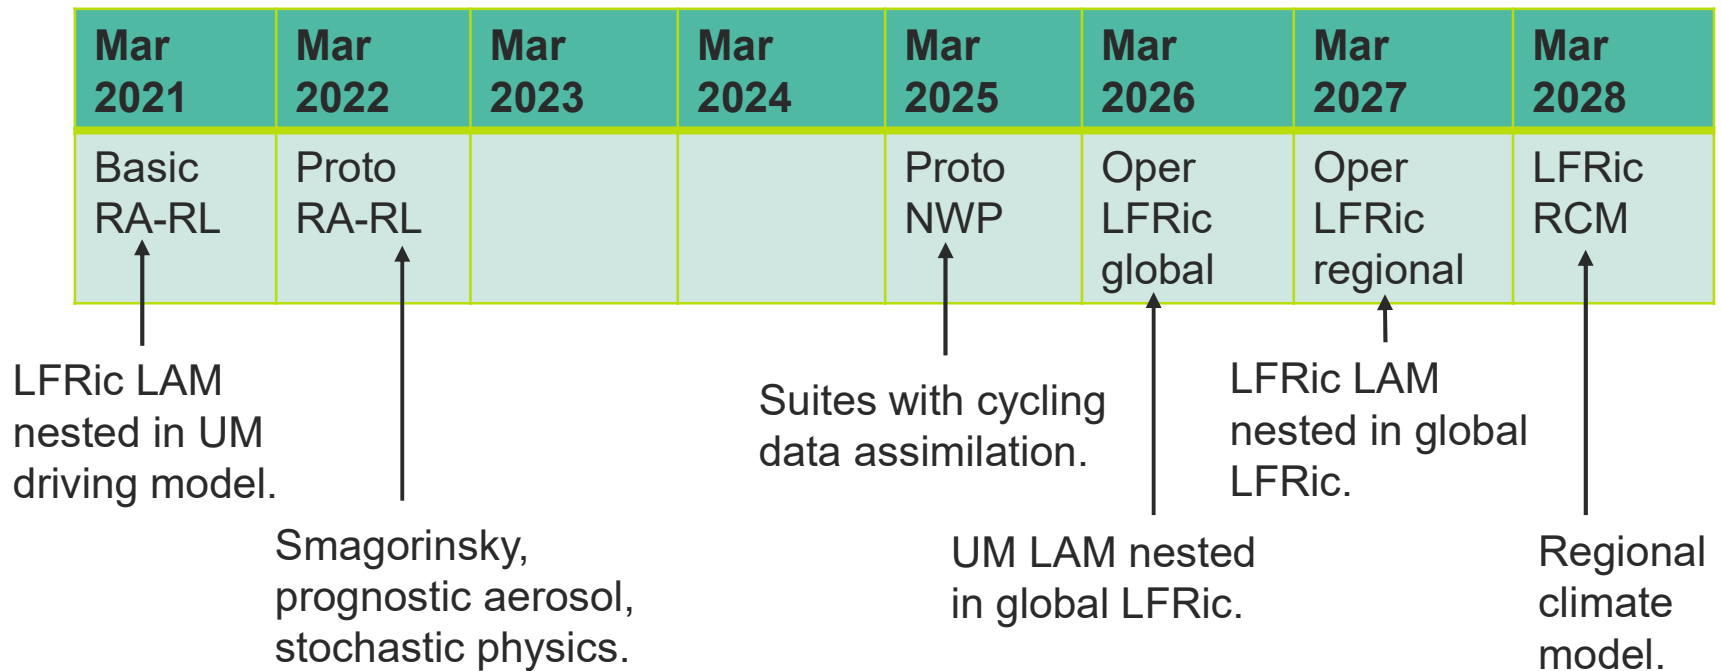 Mar 2021
Mar 2022
Mar 2023
Mar 2024
Mar 2025
Mar 2026
Mar 2027
Mar 2028
Basic
RA-RL
Proto
RA-RL
Proto
NWP
Oper
LFRic
global
Oper
LFRic
regional
LFRic
RCM
LFRic LAM
nested in UM
driving model.
Smagorinsky,
prognostic aerosol,
stochastic physics.
Suites with cycling
data assimilation.
UM LAM nested
in global LFRic.
LFRic LAM
nested in global
LFRic.
Regional
climate
model.